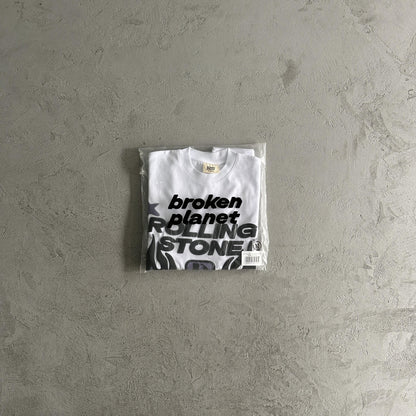 broken
planet
ROLLING
STONE